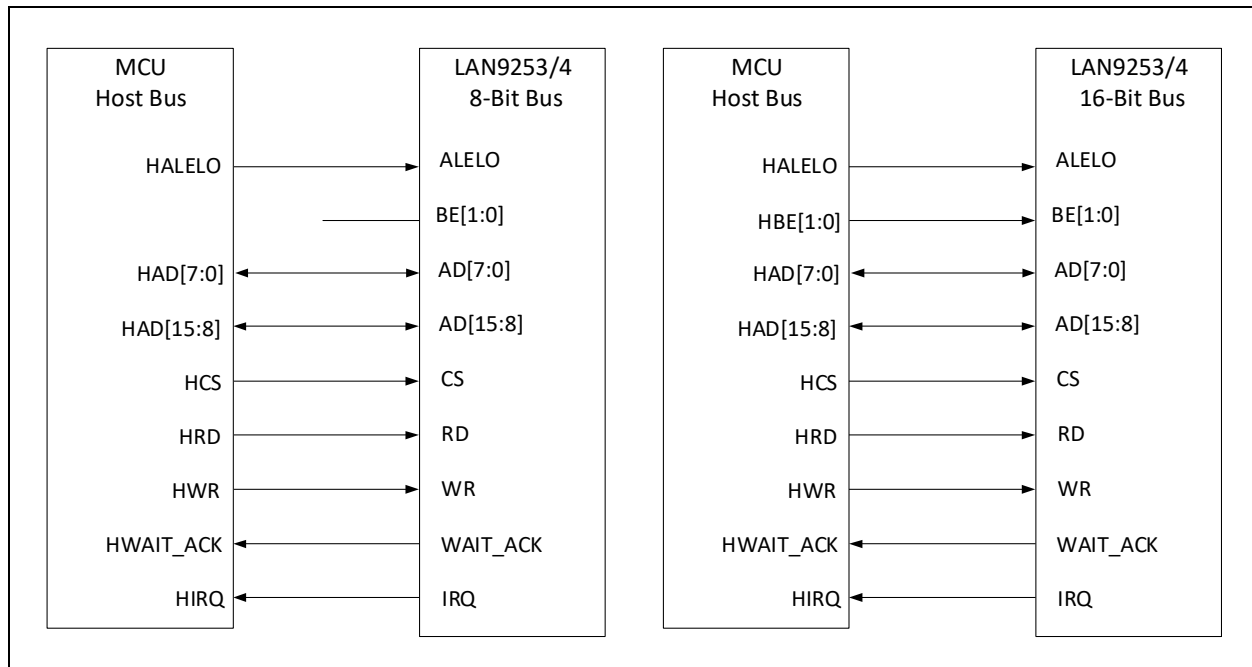 MCU
Host Bus
LAN9253/4
8-Bit Bus
HALELO
ALELO
BE[1:0]
HAD[7:0]
AD[7:0]
HAD[15:8]
AD[15:8]
HCS
CS
HRD
RD
HWR
WR
HWAIT_ACK
WAIT_ACK
HIRQ
IRQ
MCU
Host Bus
LAN9253/4
16-Bit Bus
HALELO
ALELO
HBE[1:0]
BE[1:0]
HAD[7:0]
AD[7:0]
HAD[15:8]
AD[15:8]
HCS
CS
HRD
RD
HWR
WR
HWAIT_ACK
WAIT_ACK
HIRQ
IRQ